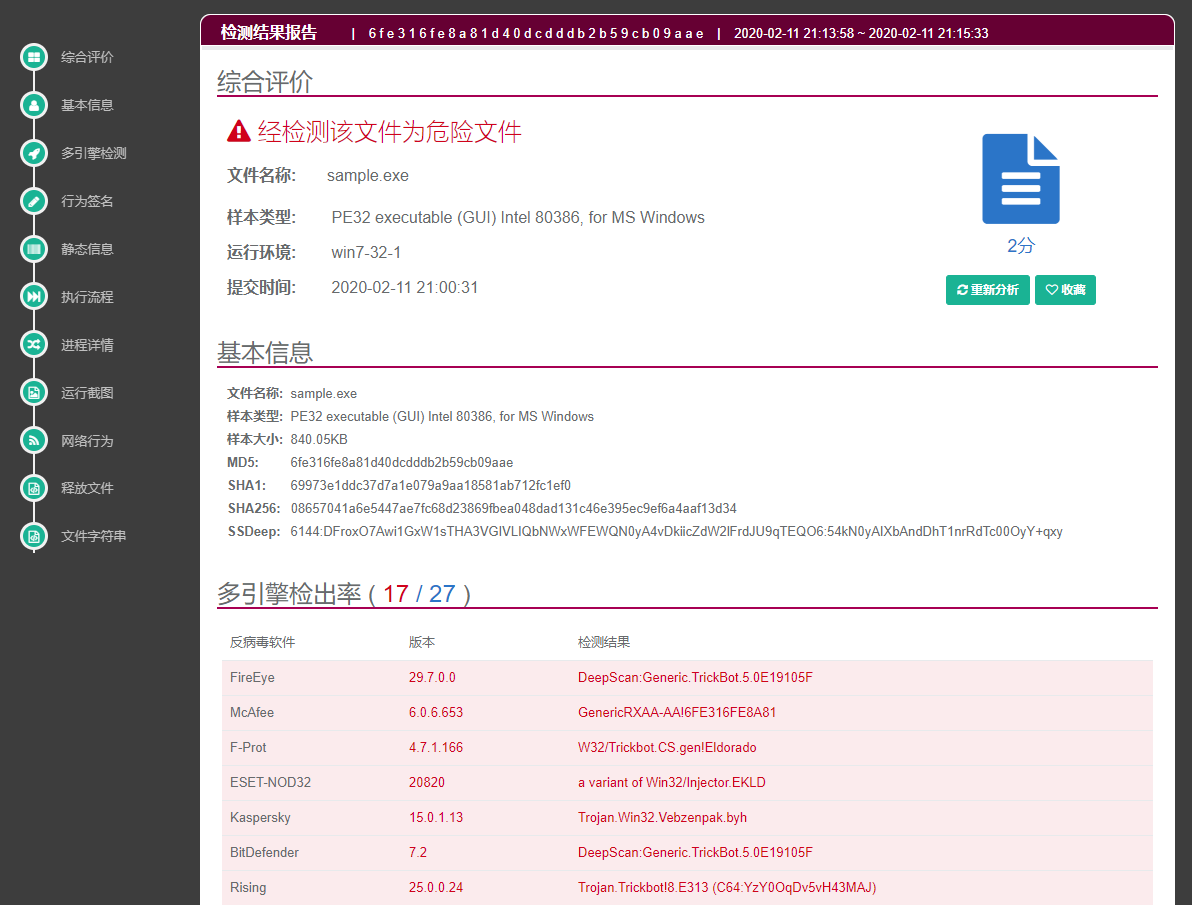 综合评价
基本信息
多引擎检测
行为签名
静态信息
执行流程
进程详情
运行截图
网络行为
释放文件
文件字符串
检测结果报告 | 6fe316fe8a81d40dcdddb2b59cb09aae | 2020-02-11 21:13:58 ~ 2020-02-11 21:15:33
综合评价
经检测该文件为危险文件
文件名称: sample.exe
样本类型: PE32 executable (GUI) Intel 80386, for MS Windows
运行环境: win7-32-1
提交时间: 2020-02-11 21:00:31
2分
重新分析 收藏
基本信息
文件名称: sample.exe
样本类型: PE32 executable (GUI) Intel 80386, for MS Windows
样本大小: 840.05KB
MD5: 6fe316fe8a81d40dcdddb2b59cb09aae
SHA1: 69973e1ddc37d7a1e079a9aa18581ab712fc1ef0
SHA256: 08657041a6e5447ae7fc68d23869fbea048dad131c46e395ec9ef6a4aaf13d34
SSDeep: 6144:DFroxO7Awi1GxW1sTHA3VGIVLIQbNWxWFEWQN0yA4vDkiicZdW2lFrdJU9qTEQO6:54kN0yAIXbAndDhT1nrRdTc00OyY+qxy
多引擎检出率 ( 17 / 27 )
反病毒软件 版本 检测结果
FireEye 29.7.0.0 DeepScan:Generic.TrickBot.5.0E19105F
McAfee 6.0.6.653 GenericRXAA-AA!6FE316FE8A81
F-Prot 4.7.1.166 W32/Trickbot.CS.gen!Eldorado
ESET-NOD32 20820 a variant of Win32/Injector.EKLD
Kaspersky 15.0.1.13 Trojan.Win32.Vebzenpak.byh
BitDefender 7.2 DeepScan:Generic.TrickBot.5.0E19105F
Rising 25.0.0.24 Trojan.Trickbot!8.E313 (C64:YzY0OqDv5vH43MAJ)